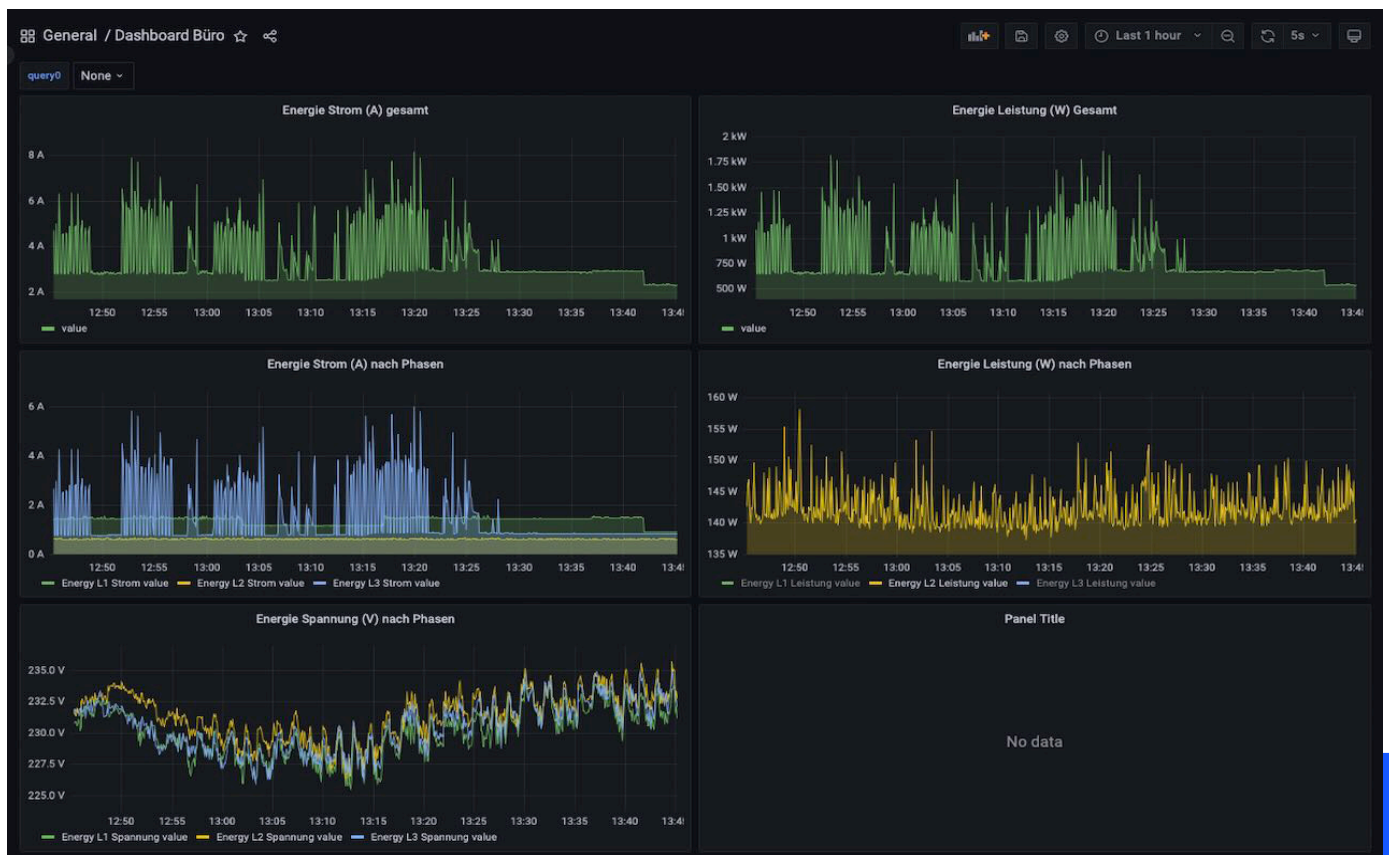 General / Dashboard Büro
Last 1 hour
5s
query0 None
Energie Strom (A) gesamt
8 A
6 A
4 A
2 A
12:50 12:55 13:00 13:05 13:10 13:15 13:20 13:25 13:30 13:35 13:40
value
Energie Leistung (W) Gesamt
2 kW
1.75 kW
1.50 kW
1.25 kW
1 kW
750 W
500 W
12:50 12:55 13:00 13:05 13:10 13:15 13:20 13:25 13:30 13:35 13:40
value
Energie Strom (A) nach Phasen
6 A
4 A
2 A
0 A
12:50 12:55 13:00 13:05 13:10 13:15 13:20 13:25 13:30 13:35 13:40
Energy L1 Strom value Energy L2 Strom value Energy L3 Strom value
Energie Leistung (W) nach Phasen
160 W
155 W
150 W
145 W
140 W
135 W
12:50 12:55 13:00 13:05 13:10 13:15 13:20 13:25 13:30 13:35 13:40
Energy L1 Leistung value Energy L2 Leistung value Energy L3 Leistung value
Energie Spannung (V) nach Phasen
235.0 V
232.5 V
230.0 V
227.5 V
225.0 V
12:50 12:55 13:00 13:05 13:10 13:15 13:20 13:25 13:30 13:35 13:40
Energy L1 Spannung value Energy L2 Spannung value Energy L3 Spannung value
Panel Title
No data